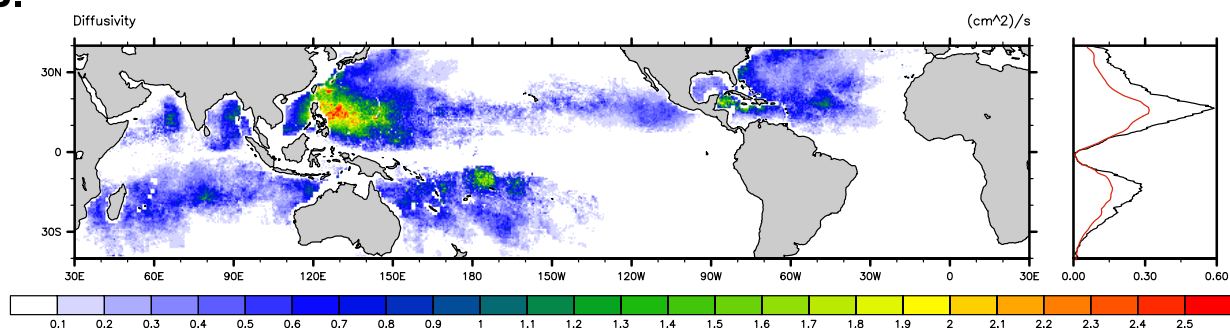 Diffusivity (cm^2)/s
30N
0
30S
30E 60E 90E 120E 150E 180 150W 120W 90W 60W 30W 0 30E 0.00 0.30 0.60
0.1 0.2 0.3 0.4 0.5 0.6 0.7 0.8 0.9 1 1.1 1.2 1.3 1.4 1.5 1.6 1.7 1.8 1.9 2 2.1 2.2 2.3 2.4 2.5